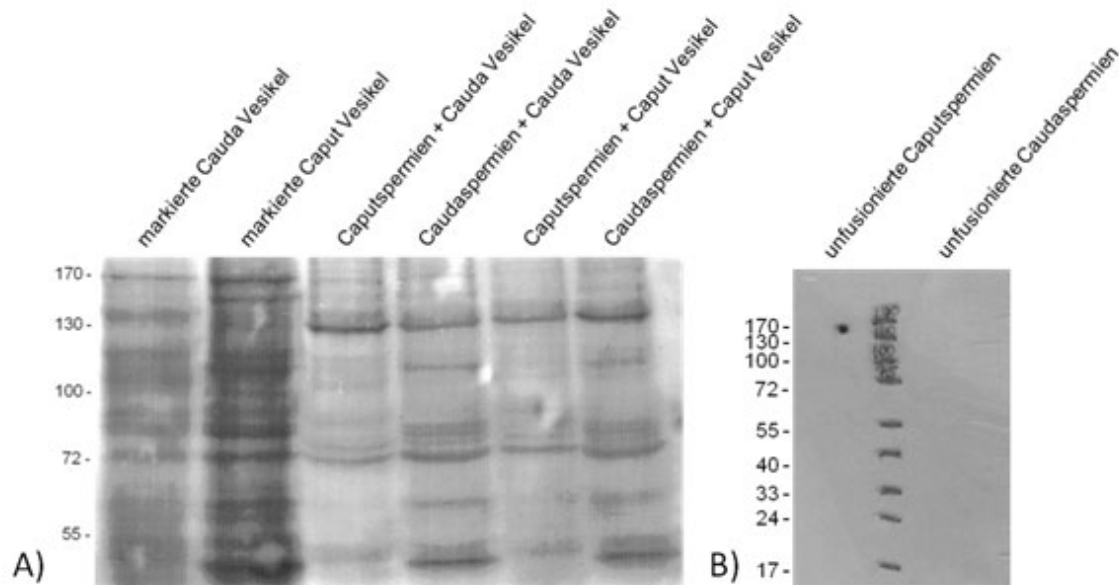 markierte Cauda Vesikel
markierte Caput Vesikel
Caputspermien + Cauda Vesikel
Caudaspermien + Cauda Vesikel
Caputspermien + Caput Vesikel
Caudaspermien + Caput Vesikel
170 -
130 -
100 -
72 -
55 -
A)
unfusionierte Caputspermien
unfusionierte Caudaspermien
170 -
130 -
100 -
72 -
55 -
40 -
33 -
24 -
17 -
B)